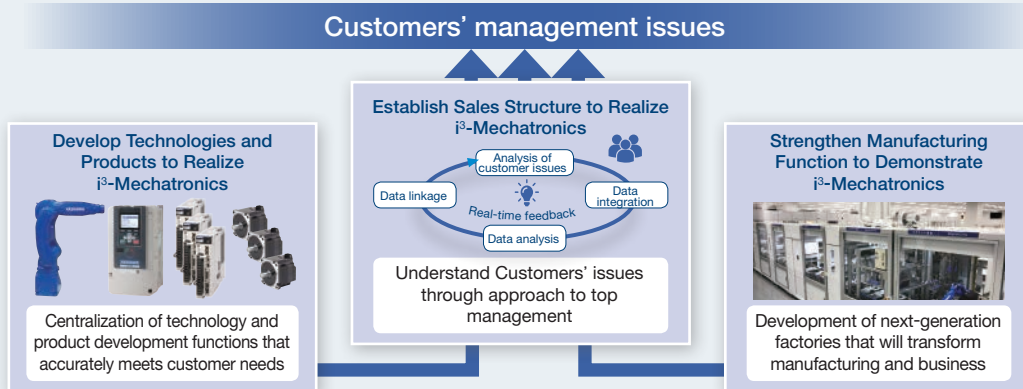 Customers’ management issues
Develop Technologies and
Products to Realize
i³-Mechatronics
Centralization of technology and
product development functions that
accurately meets customer needs
Establish Sales Structure to Realize
i³-Mechatronics
Analysis of
customer issues
Data linkage
Data
integration
Real-time feedback
Data analysis
Understand Customers’ issues
through approach to top
management
Strengthen Manufacturing
Function to Demonstrate
i³-Mechatronics
Development of next-generation
factories that will transform
manufacturing and business